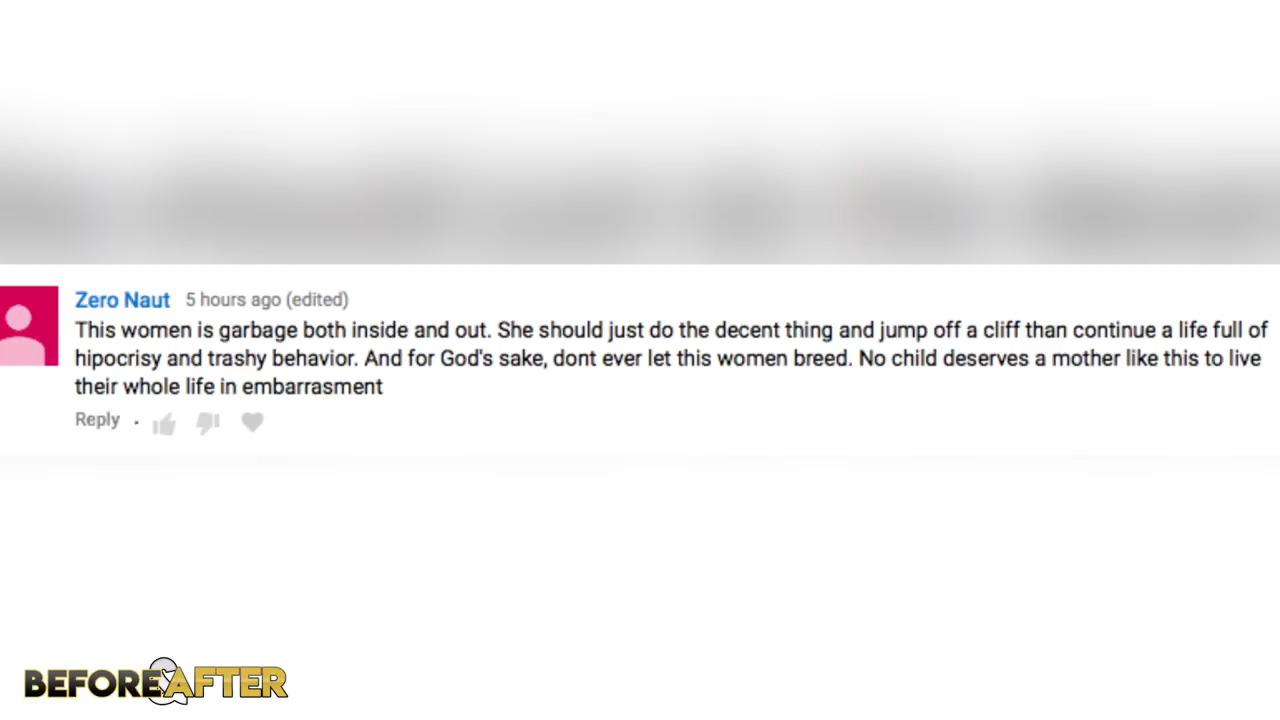 Zero Naut 5 hours ago (edited)
This women is garbage both inside and out. She should just do the decent thing and jump off a cliff than continue a life full of
hipocrisy and trashy behavior. And for God's sake, dont ever let this women breed. No child deserves a mother like this to live
their whole life in embarrasment
Reply
BEFORE&AFTER